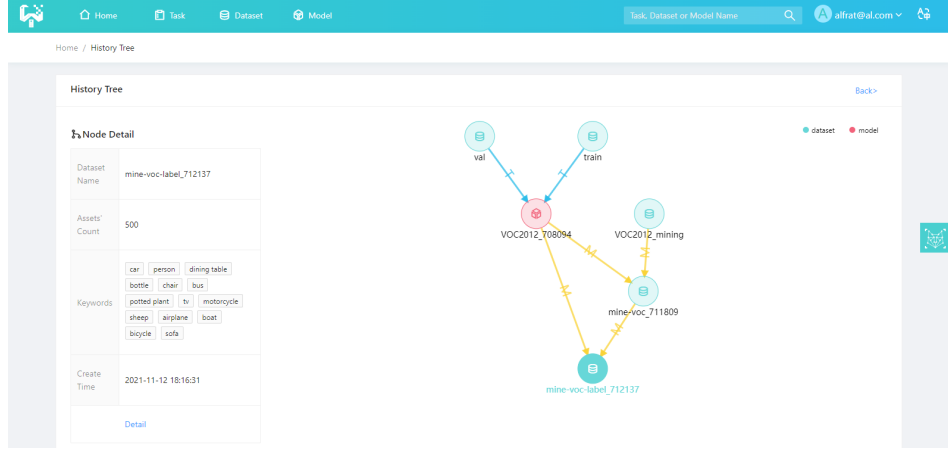 Home Task Dataset Model Task, Dataset or Model Name A alfrat@al.com
Home / History Tree
History Tree Back>
Node Detail dataset model
Dataset Name mine-voc-label_712137
Assets' Count 500
Keywords
car person dining table
bottle chair bus
potted plant tv motorcycle
sheep airplane boat
bicycle sofa
Create Time 2021-11-12 18:16:31
Detail
val train
T T
VOC2012_708094 VOC2012_mining
M M
M
mine-voc_711809
M
mine-voc-label_712137